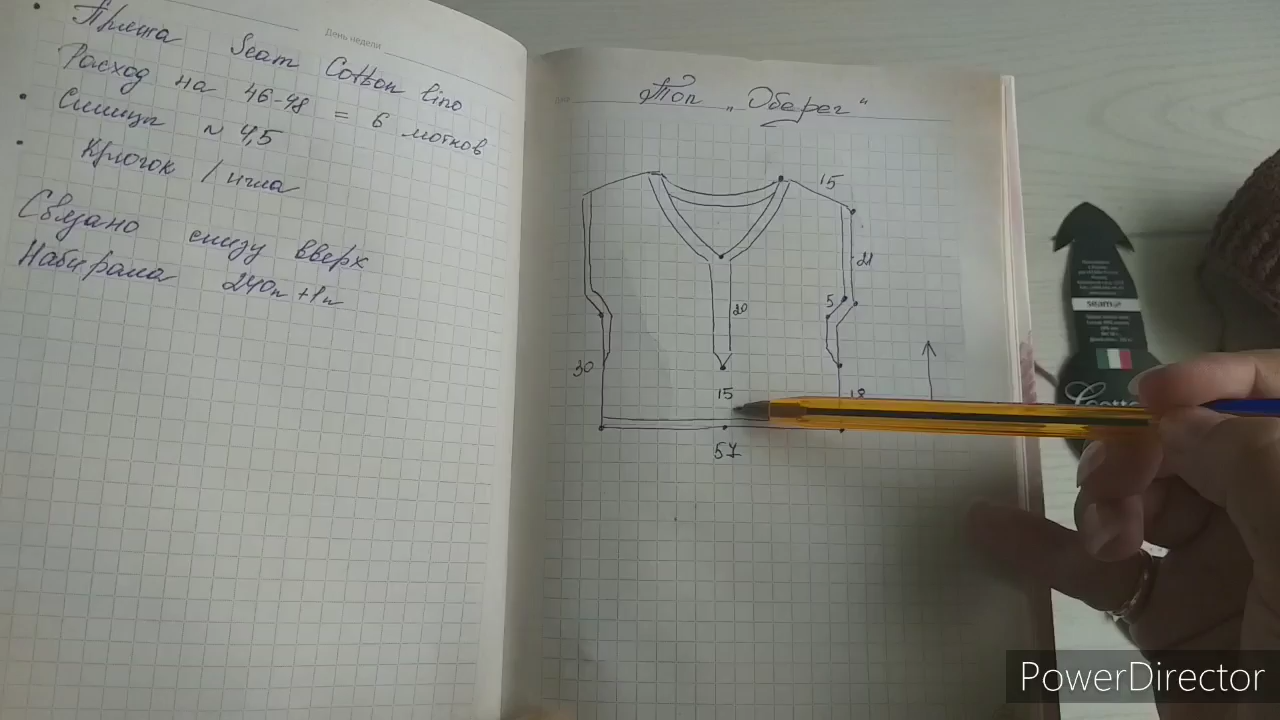 День недели
• Пряжа Seam Cotton lino
Расход на 46-48 = 6 мотков
• Спицы ~ 4,5
• Крючок / игла
Связано снизу вверх
Набирала 240п + 1п
Топ „Оберег“
15
21
5
20
30
15
18
57
seam
PowerDirector